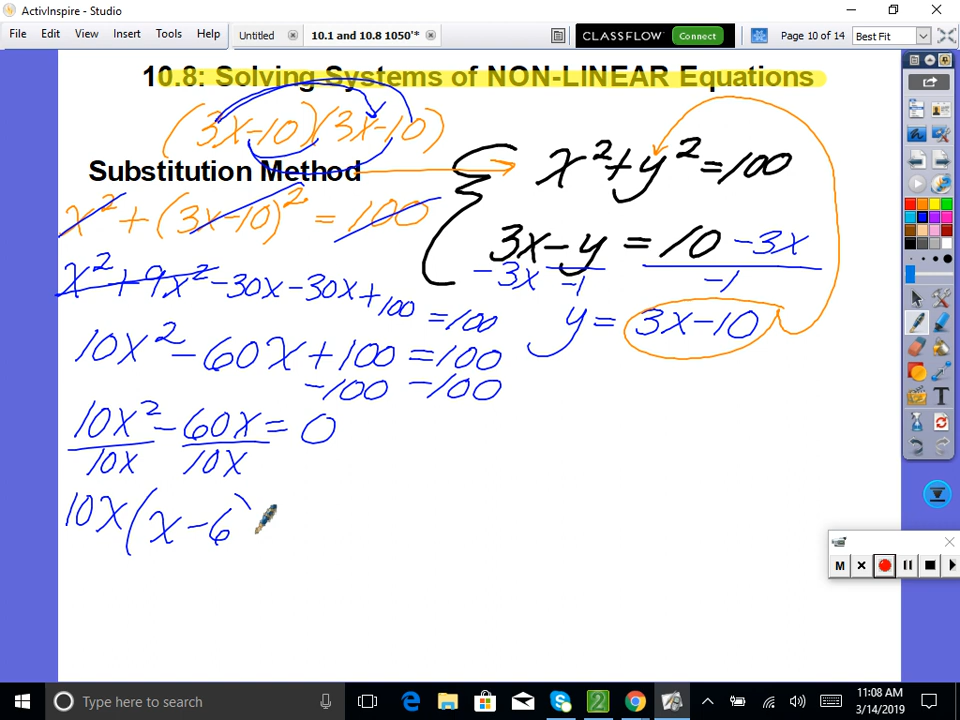 ActivInspire - Studio
File Edit View Insert Tools Help Untitled 10.1 and 10.8 1050'* CLASSFLOW Connect Page 10 of 14 Best Fit
10.8: Solving Systems of NON-LINEAR Equations
(3x-10)(3x-10)
Substitution Method
x²+y²=100
x² + (3x-10)² = 100
3x-y = 10 -3x
-3x -1 -1
x² + 9x² -30x -30x +100 =100
y = 3x-10
10x² - 60x + 100 = 100
-100 -100
10x² - 60x = 0
10x 10x
10x(x-6)
M
Type here to search
11:08 AM
3/14/2019